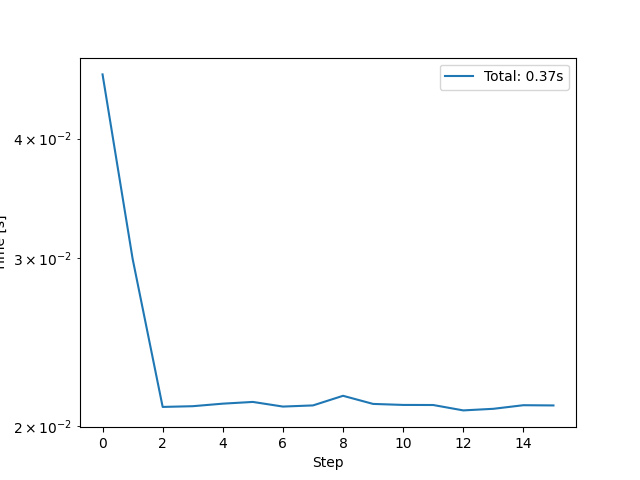 Total: 0.37s
4 × 10⁻²
3 × 10⁻²
2 × 10⁻²
Time [s]
0 2 4 6 8 10 12 14
Step